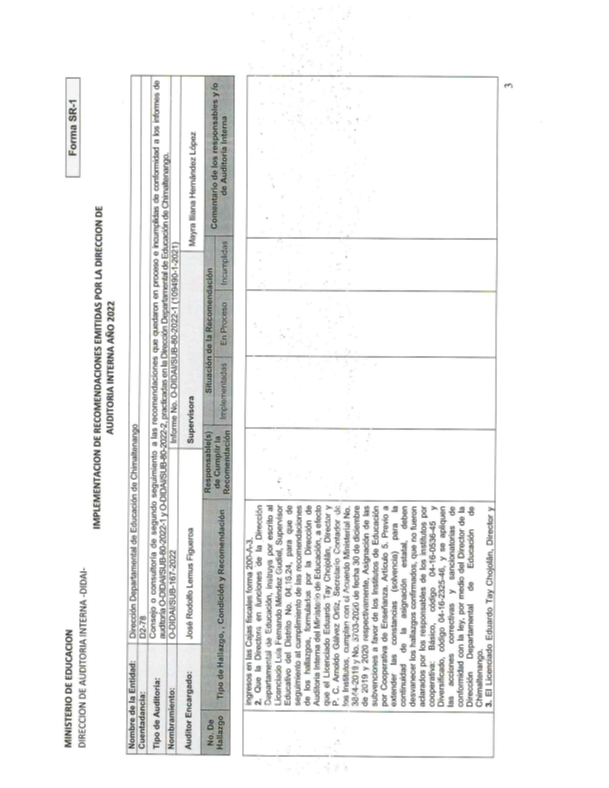 MINISTERIO DE EDUCACION
DIRECCION DE AUDITORIA INTERNA -DIDAI-
Forma SR-1
IMPLEMENTACION DE RECOMENDACIONES EMITIDAS POR LA DIRECCION DE
AUDITORIA INTERNA AÑO 2022
Nombre de la Entidad: Dirección Departamental de Educación de Chimaltenango
Cuentadancia: D2-78
Tipo de Auditoría: Consejo o consultoría de segundo seguimiento a las recomendaciones que quedaron en proceso e incumplidas de conformidad a los informes de
auditoría O-DIDAI/SUB-80-2022-1 y O-DIDAI/SUB-80-2022-2, practicadas en la Dirección Departamental de Educación de Chimaltenango.
Nombramiento: O-DIDAI/SUB-167-2022 Informe No. O-DIDAI/SUB-80-2022-1 (109490-1-2021)
Auditor Encargado: José Rodolfo Lemus Figueroa Supervisora Mayra Iliana Hernández López
No. De Hallazgo
Tipo de Hallazgo, , Condición y Recomendación
Responsable(s) de Cumplir la Recomendación
Situación de la Recomendación
Implementadas En Proceso Incumplidas
Comentario de los responsables y/o de Auditoría Interna
ingresos en las Cajas fiscales forma 200-A-3.
2. Que la Directora en funciones de la Dirección
Departamental de Educación, instruya por escrito al
Licenciado Luis Fernando Méndez Gudiel, Supervisor
Educativo del Distrito No. 04.10.24, para que de
seguimiento al cumplimiento de las recomendaciones
de los hallazgos, formulados por la Dirección de
Auditoría Interna del Ministerio de Educación, a efecto
que el Licenciado Eduardo Tay Chojolán, Director y
P. C. Arnoldo Gálvez Ortiz, Secretario Contador de
los Institutos, cumplan con el Acuerdo Ministerial No.
3844-2019 y No. 3703-2020 de fecha 30 de diciembre
de 2019 y 2020 respectivamente, Asignación de las
subvenciones a favor de los Institutos de Educación
por Cooperativa de Enseñanza. Artículo 5. Previo a
extender las constancias (solvencia) para la
continuidad de la asignación estatal, deben
desvanecer los hallazgos confirmados, que no fueron
aclarados por los responsables de los institutos por
cooperativa: Básico, código 04-16-0536-45 y
Diversificado, código 04-16-2325-46, y se apliquen
las acciones correctivas y sancionatorias de
conformidad con la ley, por medio del Director de la
Dirección Departamental de Educación de
Chimaltenango.
3. El Licenciado Eduardo Tay Chojolán, Director y
3